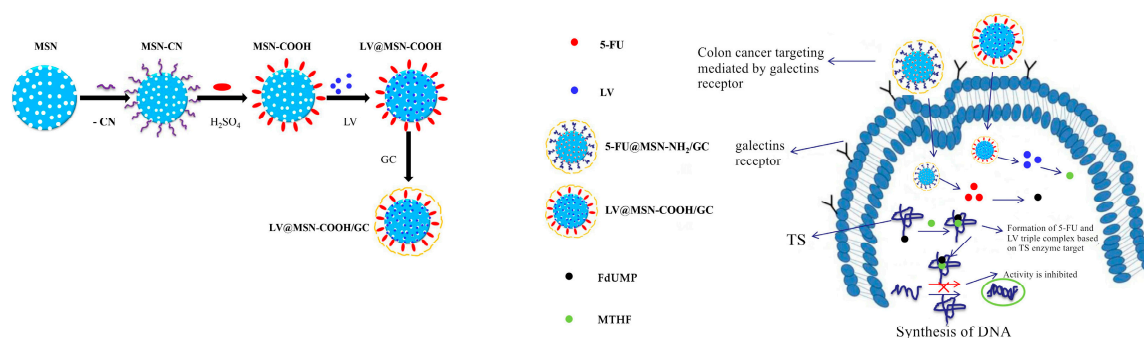 MSN
MSN-CN
MSN-COOH
LV@MSN-COOH
- CN
H₂SO₄
LV
GC
LV@MSN-COOH/GC
5-FU
LV
5-FU@MSN-NH₂/GC
LV@MSN-COOH/GC
FdUMP
MTHF
Colon cancer targeting
mediated by galectins
receptor
galectins
receptor
TS
Formation of 5-FU and
LV triple complex based
on TS enzyme target
Activity is inhibited
Synthesis of DNA